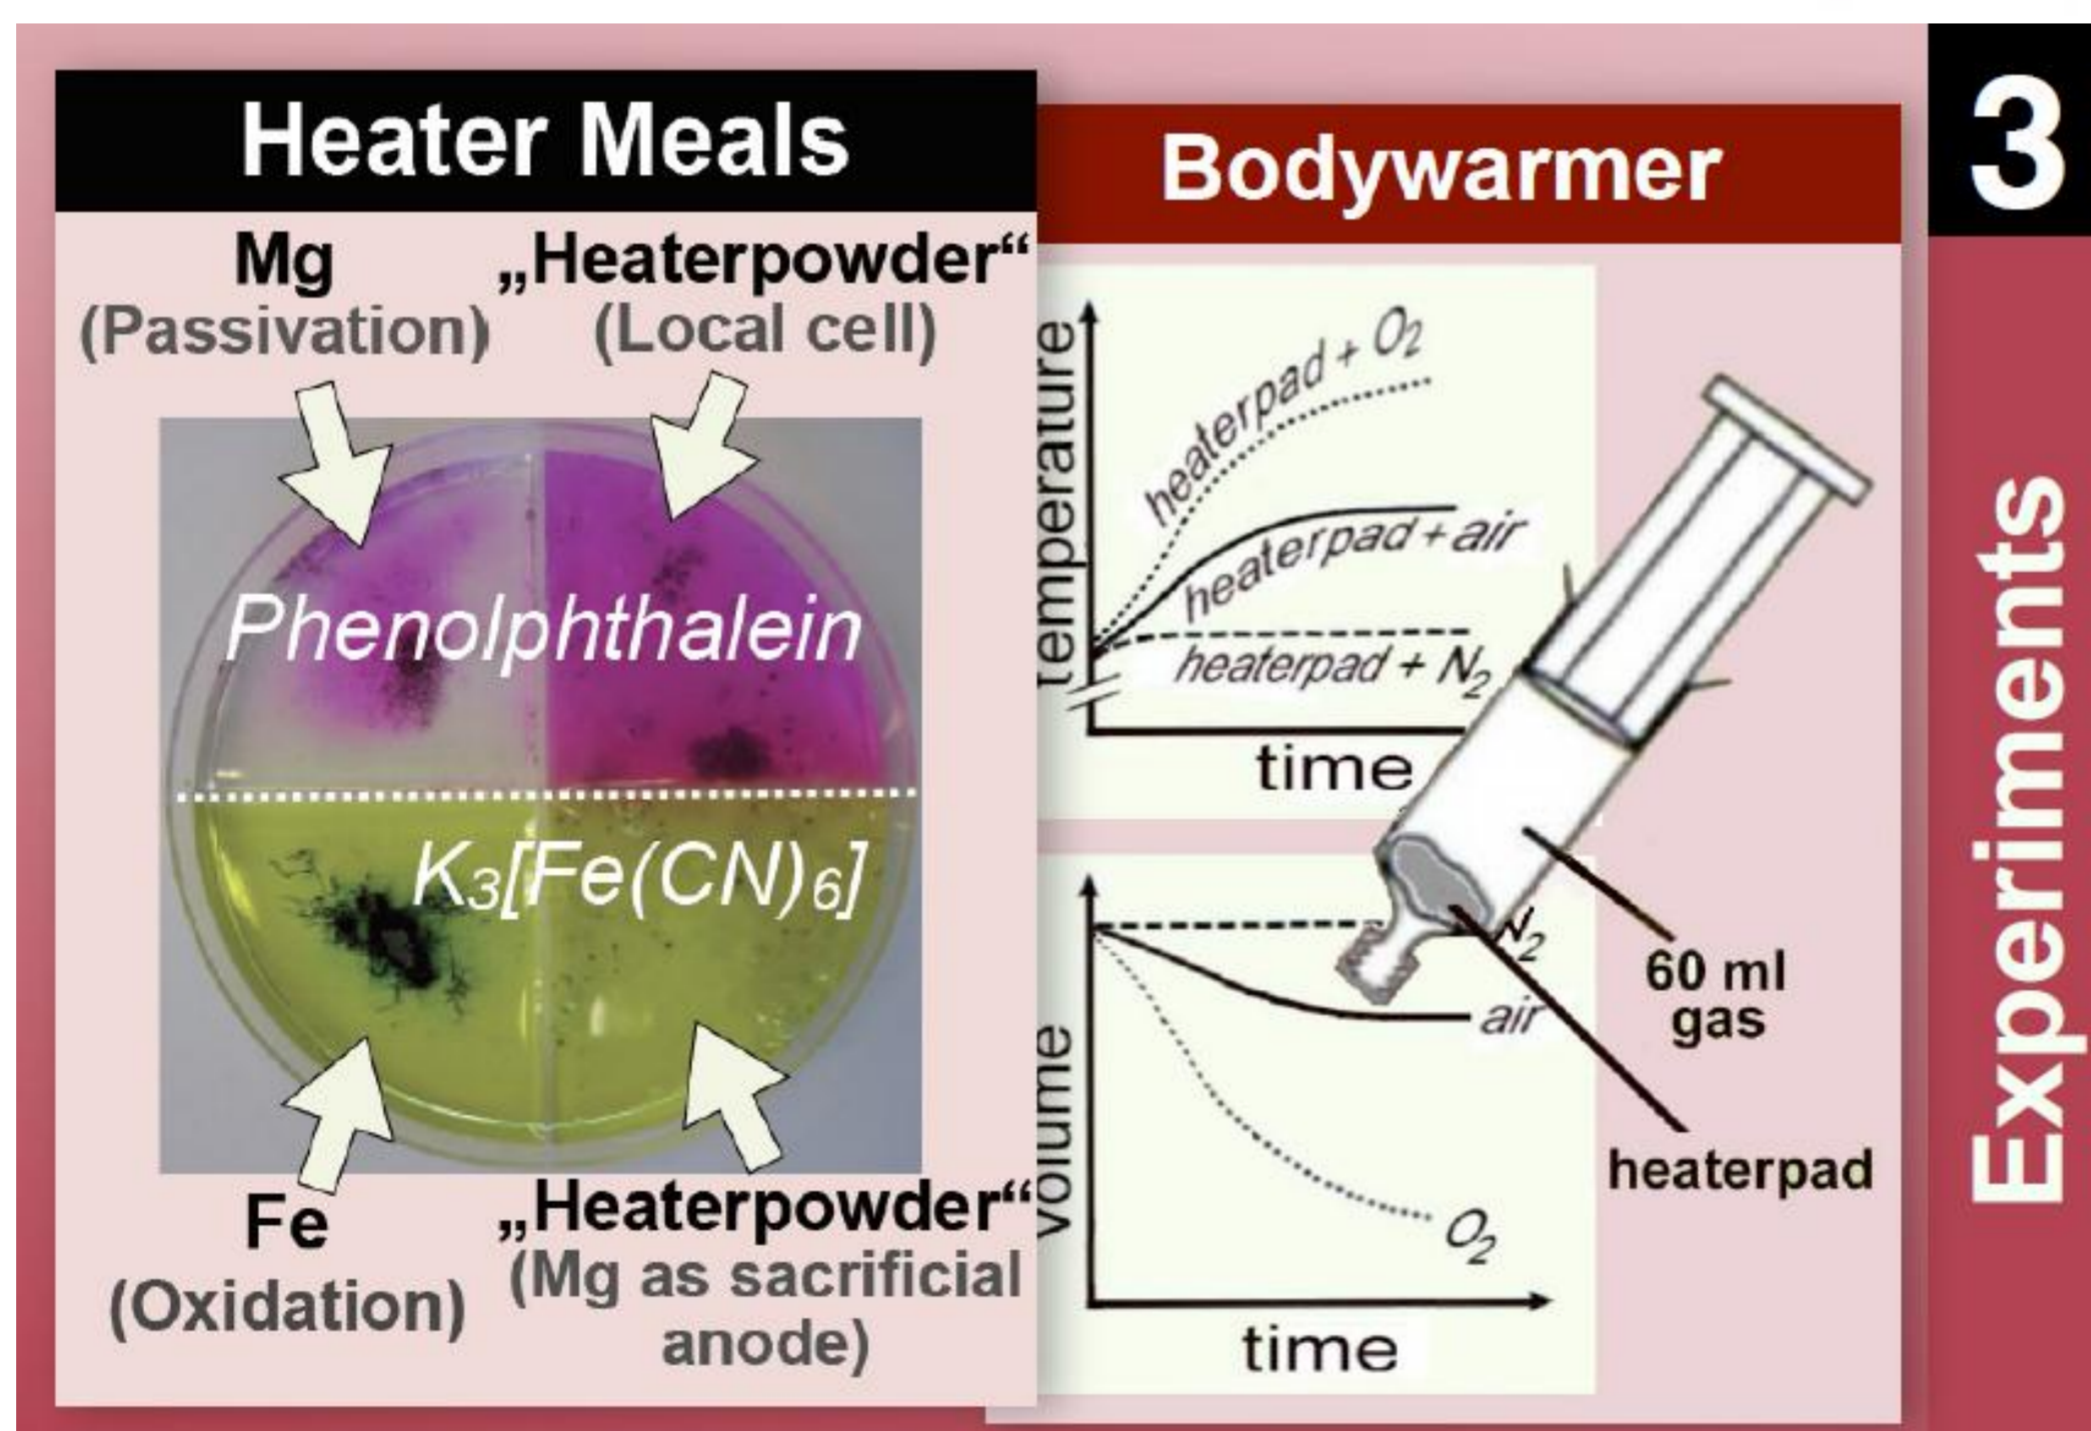 Heater Meals
Mg
(Passivation)
„Heaterpowder“
(Local cell)
Phenolphthalein
K₃[Fe(CN)₆]
Fe
(Oxidation)
„Heaterpowder“
(Mg as sacrificial
anode)
Bodywarmer
temperature
heaterpad + O₂
heaterpad + air
heaterpad + N₂
time
volume
N₂
air
O₂
time
60 ml
gas
heaterpad
3
Experiments